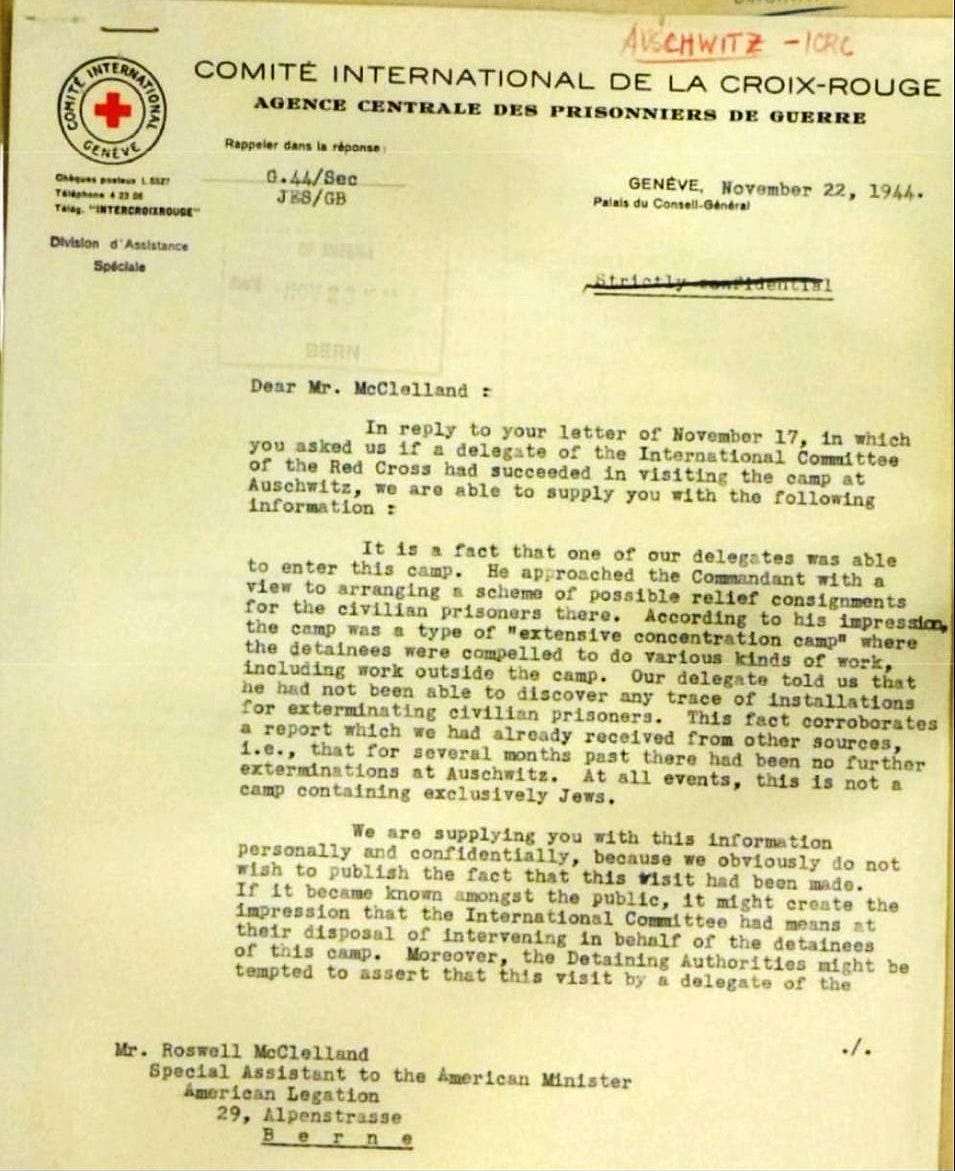 AUSCHWITZ - ICRC
COMITÉ INTERNATIONAL
GENÈVE
COMITÉ INTERNATIONAL DE LA CROIX-ROUGE
AGENCE CENTRALE DES PRISONNIERS DE GUERRE
Rappeler dans la réponse:
G.44/Sec
JES/GB
Chèques postaux I. 5527
Téléphone 4 23 05
Télég. "INTERCROIXROUGE"
Division d'Assistance
Spéciale
GENÈVE, November 22, 1944.
Palais du Conseil-Général
Strictly confidential
Dear Mr. McClelland :
In reply to your letter of November 17, in which
you asked us if a delegate of the International Committee
of the Red Cross had succeeded in visiting the camp at
Auschwitz, we are able to supply you with the following
information :
It is a fact that one of our delegates was able
to enter this camp. He approached the Commandant with a
view to arranging a scheme of possible relief consignments
for the civilian prisoners there. According to his impression,
the camp was a type of "extensive concentration camp" where
the detainees were compelled to do various kinds of work,
including work outside the camp. Our delegate told us that
he had not been able to discover any trace of installations
for exterminating civilian prisoners. This fact corroborates
a report which we had already received from other sources,
i.e., that for several months past there had been no further
exterminations at Auschwitz. At all events, this is not a
camp containing exclusively Jews.
We are supplying you with this information
personally and confidentially, because we obviously do not
wish to publish the fact that this visit had been made.
If it became known amongst the public, it might create the
impression that the International Committee had means at
their disposal of intervening in behalf of the detainees
of this camp. Moreover, the Detaining Authorities might be
tempted to assert that this visit by a delegate of the
./.
Mr. Roswell McClelland
Special Assistant to the American Minister
American Legation
29, Alpenstrasse
B e r n e